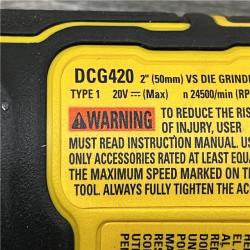 DCG420 2" (50mm) VS DIE GRINDE
TYPE 1 20V (Max) n 24500/min (RP
WARNING TO REDUCE THE RIS
OF INJURY, USER
MUST READ INSTRUCTION MANUAL. US
ONLY ACCESSORIES RATED AT LEAST EQUA
THE MAXIMUM SPEED MARKED ON TH
TOOL. ALWAYS FULLY TIGHTEN THE AC